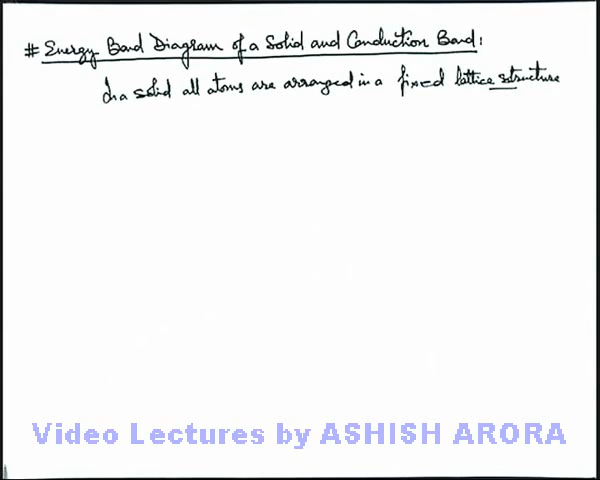 # Energy Band Diagram of a Solid and Conduction Band:
In a solid all atoms are arranged in a fixed lattice structure
Video Lectures by ASHISH ARORA